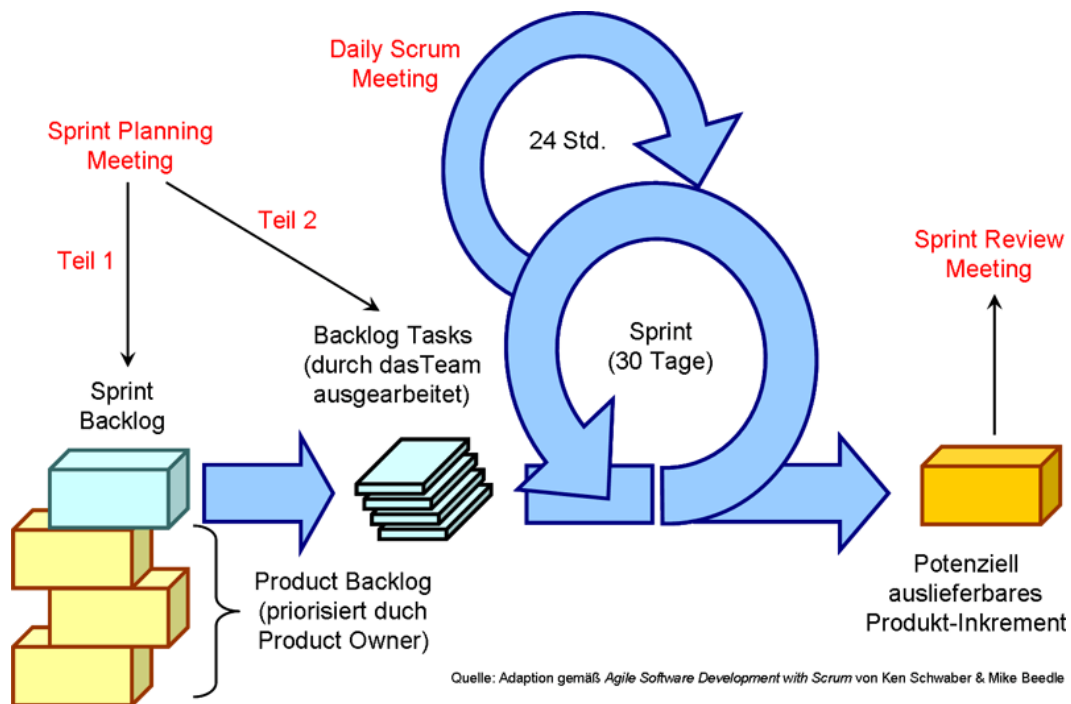 Daily Scrum
Meeting
24 Std.
Sprint Planning
Meeting
Teil 1
Teil 2
Sprint
Backlog
Backlog Tasks
(durch dasTeam
ausgearbeitet)
Sprint
(30 Tage)
Sprint Review
Meeting
Product Backlog
(priorisiert duch
Product Owner)
Potenziell
auslieferbares
Produkt-Inkrement
Quelle: Adaption gemäß Agile Software Development with Scrum von Ken Schwaber & Mike Beedle